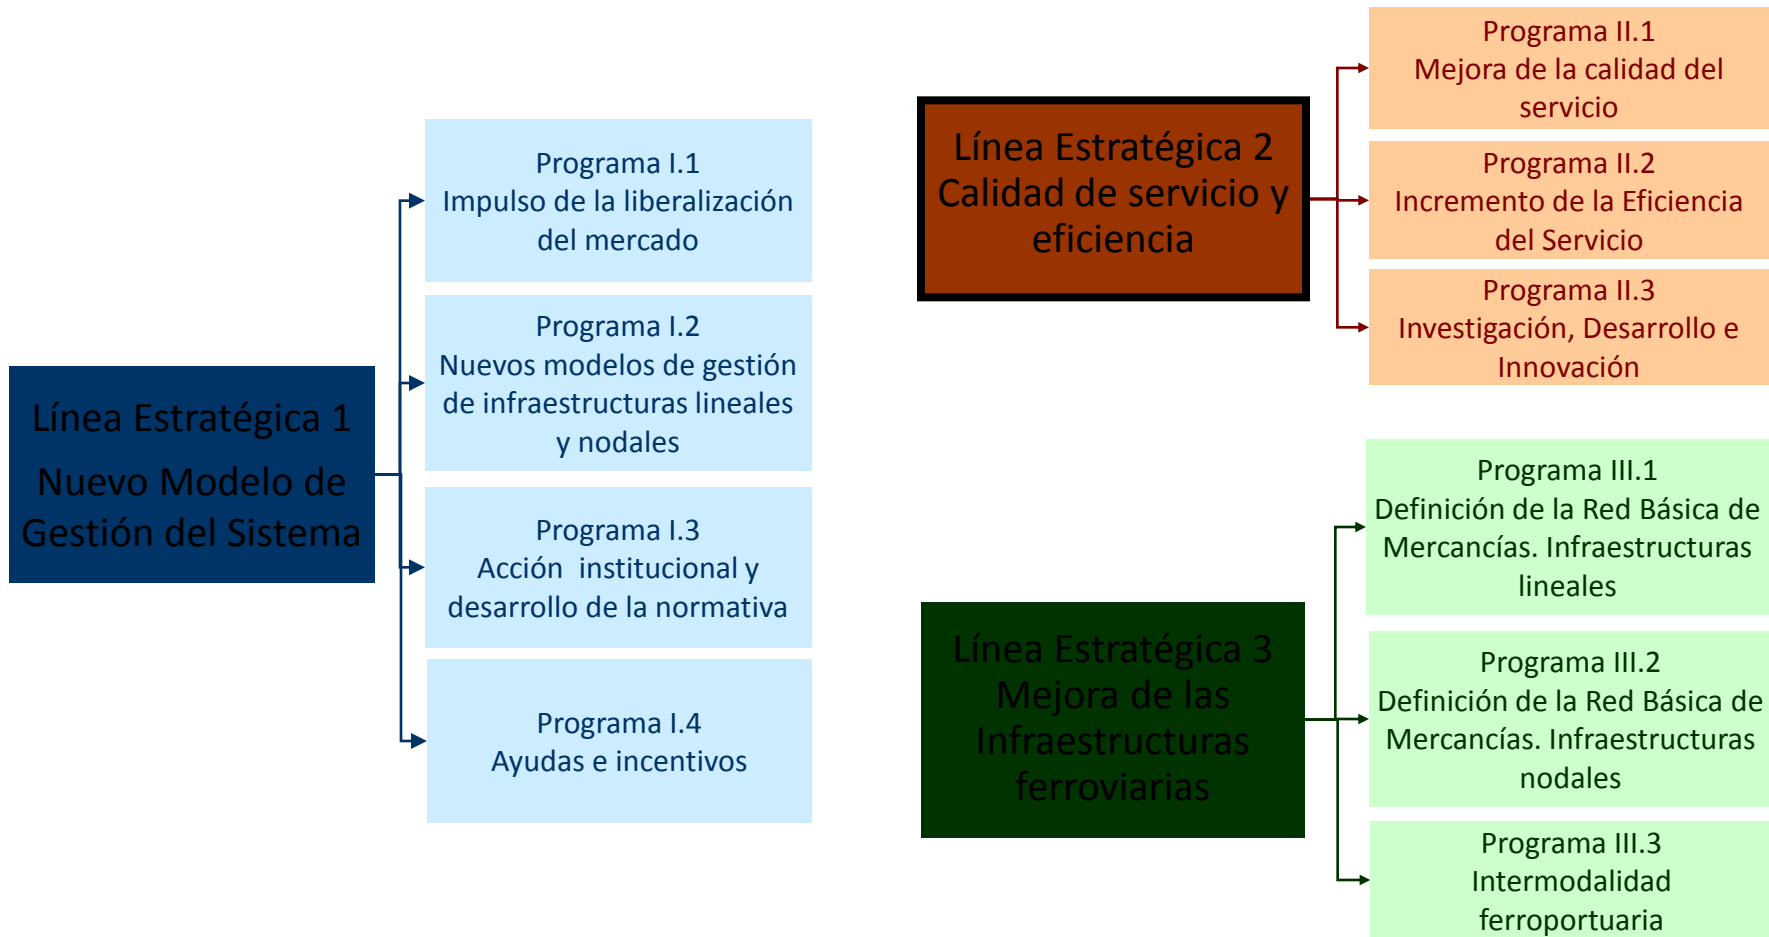 Línea Estratégica 1
Nuevo Modelo de
Gestión del Sistema
Programa I.1
Impulso de la liberalización
del mercado
Programa I.2
Nuevos modelos de gestión
de infraestructuras lineales
y nodales
Programa I.3
Acción  institucional y
desarrollo de la normativa
Programa I.4
Ayudas e incentivos
Línea Estratégica 2
Calidad de servicio y
eficiencia
Programa II.1
Mejora de la calidad del
servicio
Programa II.2
Incremento de la Eficiencia
del Servicio
Programa II.3
Investigación, Desarrollo e
Innovación
Línea Estratégica 3
Mejora de las
Infraestructuras
ferroviarias
Programa III.1
Definición de la Red Básica de
Mercancías. Infraestructuras
lineales
Programa III.2
Definición de la Red Básica de
Mercancías. Infraestructuras
nodales
Programa III.3
Intermodalidad
ferroportuaria